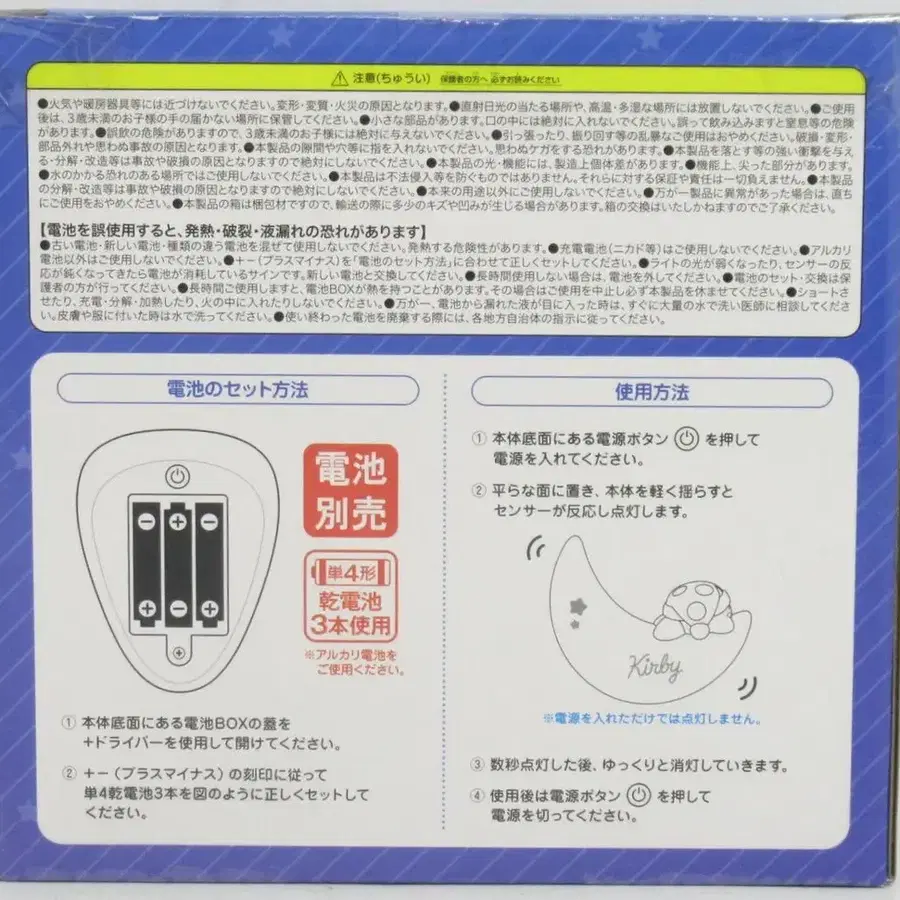 ⚠ 注意(ちゅうい) 保護者の方へ 必ずお読みください
●火気や暖房器具等には近づけないでください。変形・変質・火災の原因となります。●直射日光の当たる場所や、高温・多湿な場所には放置しないでください。●ご使用
後は、3歳未満のお子様の手の届かない場所に保管してください。●小さな部品があります。口の中には絶対に入れないでください。誤って飲み込みますと窒息等の危険
があります。●誤飲の危険がありますので、3歳未満のお子様には絶対に与えないでください。●引っ張ったり、振り回す等の乱暴なご使用はおやめください。破損・変形・
部品外れや思わぬ事故の原因となります。●本製品の隙間や穴等に指を入れないでください。思わぬケガをする恐れがあります。●本製品を落とす等の強い衝撃を与え
る・分解・改造等は事故や破損の原因となりますので絶対にしないでください。●本商品の光・機能には、製造上個体差があります。●機能上、尖った部分があります。
●水のかかる恐れのある場所ではご使用しないでください。●本製品は不法侵入等を防ぐものではありません。それらに対する保証や責任は一切負えません。●本製品
の分解・改造等は事故や破損の原因となりますので絶対にしないでください。●本来の用途以外にご使用しないでください。●万が一製品に異常があった場合は、直ち
にご使用をおやめください。●本製品の箱は梱包材ですので、輸送の際に多少のキズや凹みが生じる場合があります。箱の交換はいたしかねますのでご了承ください。
【電池を誤使用すると、発熱・破裂・液漏れの恐れがあります】
●古い電池・新しい電池・種類の違う電池を混ぜて使用しないでください。発熱する危険性があります。●充電電池(ニカド等)はご使用しないでください。●アルカリ
電池以外はご使用しないでください。●+−(プラスマイナス)を「電池のセット方法」に合わせて正しくセットしてください。●ライトの光が弱くなったり、センサーの反
応が鈍くなってきたら電池が消耗しているサインです。新しい電池と交換してください。●長時間使用しない場合は、電池を外してください。●電池のセット・交換は保
護者の方が行ってください。●長時間ご使用しますと、電池BOXが熱を持つことがあります。その場合はご使用を中止し必ず本製品を休ませてください。●ショートさ
せたり、充電・分解・加熱したり、火の中に入れたりしないでください。●万が一、電池から漏れた液が目に入った時は、すぐに大量の水で洗い医師に相談してくださ
い。皮膚や服に付いた時は水で洗ってください。●使い終わった電池を廃棄する際には、各地方自治体の指示に従ってください。
電池のセット方法
電池
別売
単4形
乾電池
3本使用
※アルカリ電池を
ご使用ください。
① 本体底面にある電池BOXの蓋を
+ドライバーを使用して開けてください。
② +−(プラスマイナス)の刻印に従って
単4乾電池3本を図のように正しくセットして
ください。
使用方法
① 本体底面にある電源ボタン を押して
電源を入れてください。
② 平らな面に置き、本体を軽く揺らすと
センサーが反応し点灯します。
Kirby
※電源を入れただけでは点灯しません。
③ 数秒点灯した後、ゆっくりと消灯していきます。
④ 使用後は電源ボタン を押して
電源を切ってください。